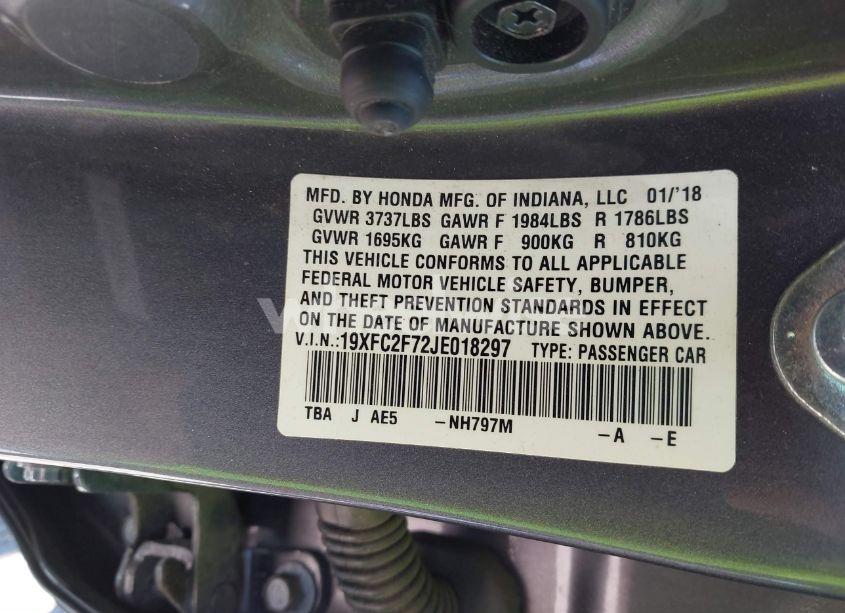 MFD. BY HONDA MFG. OF INDIANA, LLC 01/'18
GVWR 3737LBS GAWR F 1984LBS R 1786LBS
GVWR 1695KG GAWR F 900KG R 810KG
THIS VEHICLE CONFORMS TO ALL APPLICABLE
FEDERAL MOTOR VEHICLE SAFETY, BUMPER,
AND THEFT PREVENTION STANDARDS IN EFFECT
ON THE DATE OF MANUFACTURE SHOWN ABOVE.
V.I.N.:19XFC2F72JE018297 TYPE: PASSENGER CAR
TBA J AE5 -NH797M -A -E